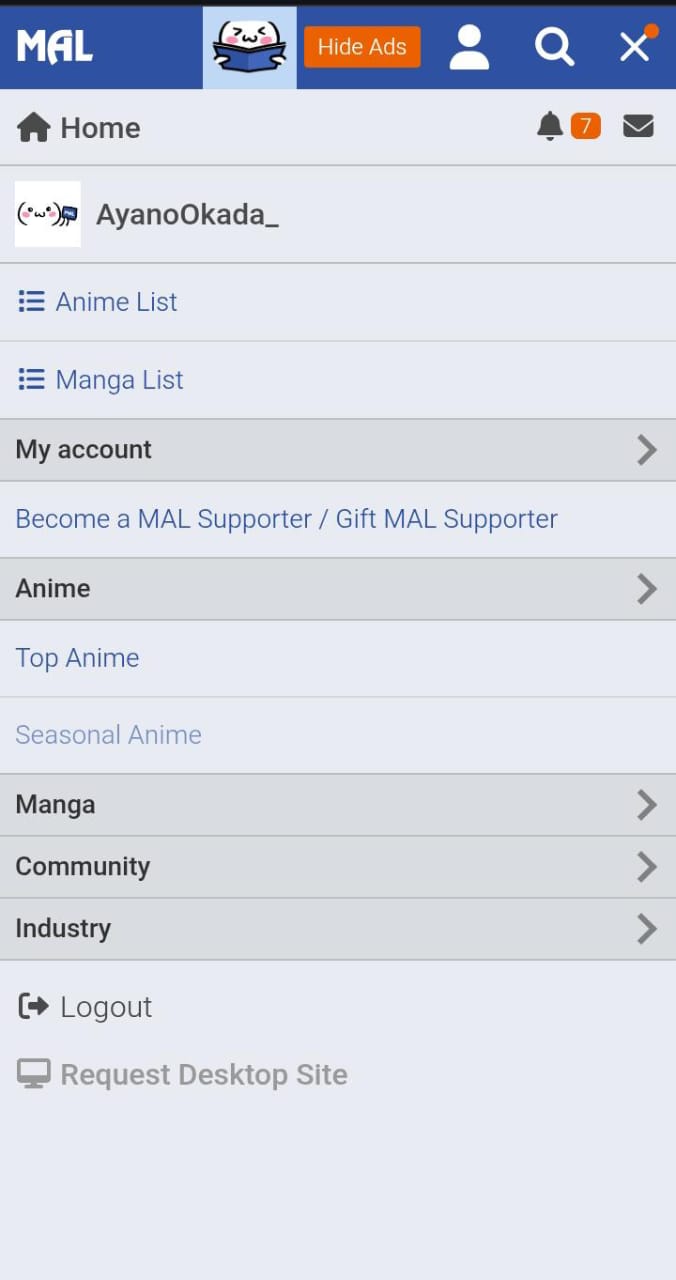 MAL
Hide Ads
Home
7
MAL
AyanoOkada_
Anime List
Manga List
My account
Become a MAL Supporter / Gift MAL Supporter
Anime
Top Anime
Seasonal Anime
Manga
Community
Industry
Logout
Request Desktop Site